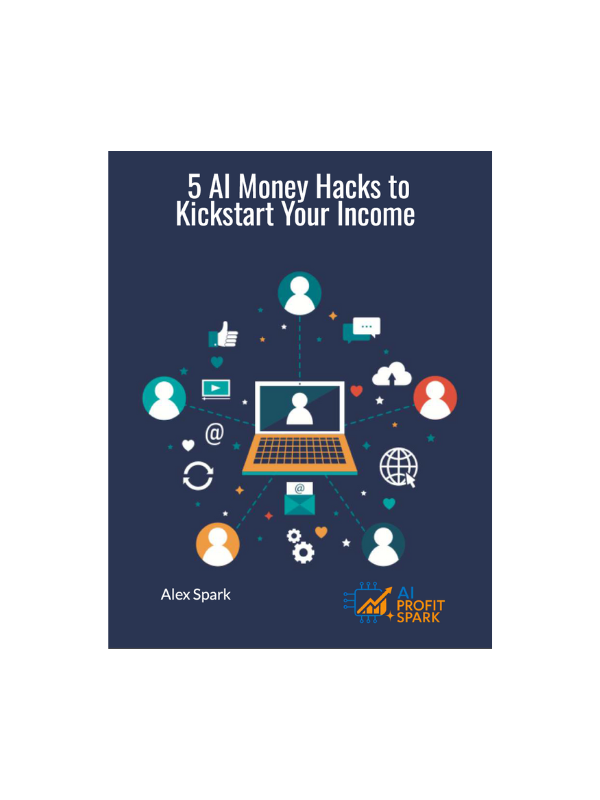 5 AI Money Hacks to
Kickstart Your Income
@
@
Alex Spark
AI
PROFIT
SPARK